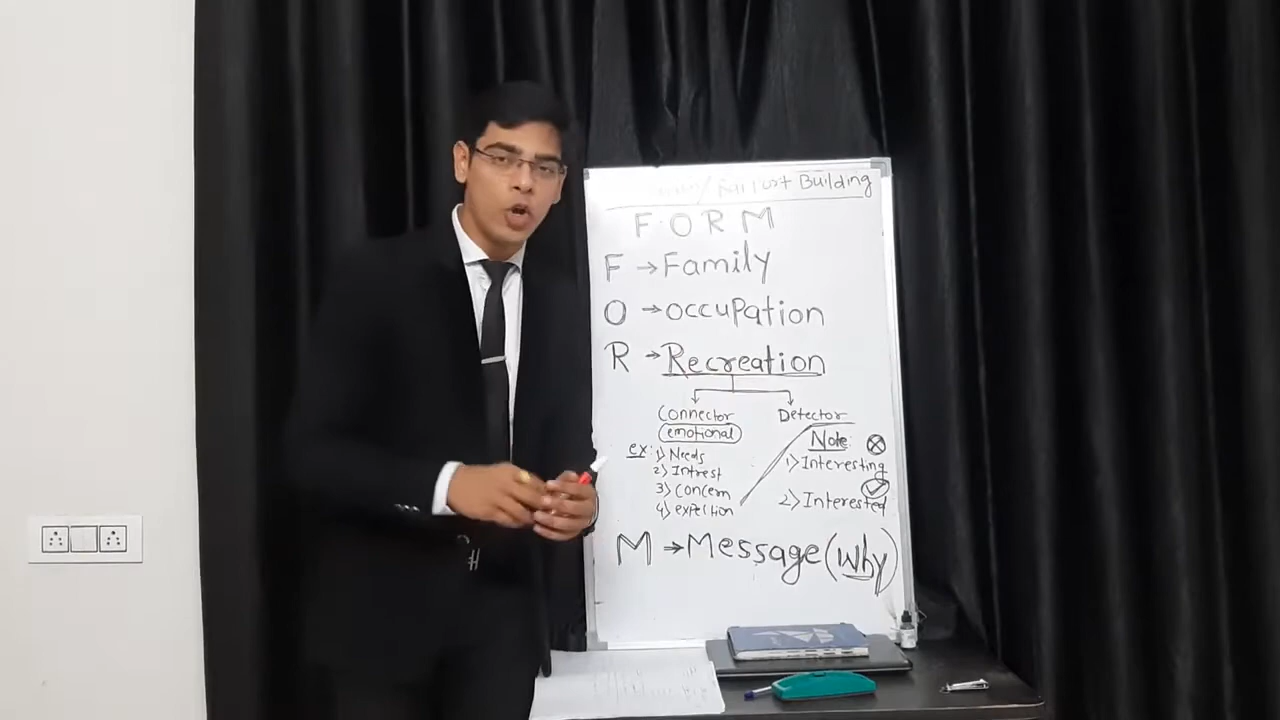 Building
F O R M
F → Family
O → occupation
R → Recreation
Connector Detector
(emotional) Note:
ex: 1) Needs
1) Interesting
2) Intrest
3) Concern
2) Interested
4) expection
M → Message (why)